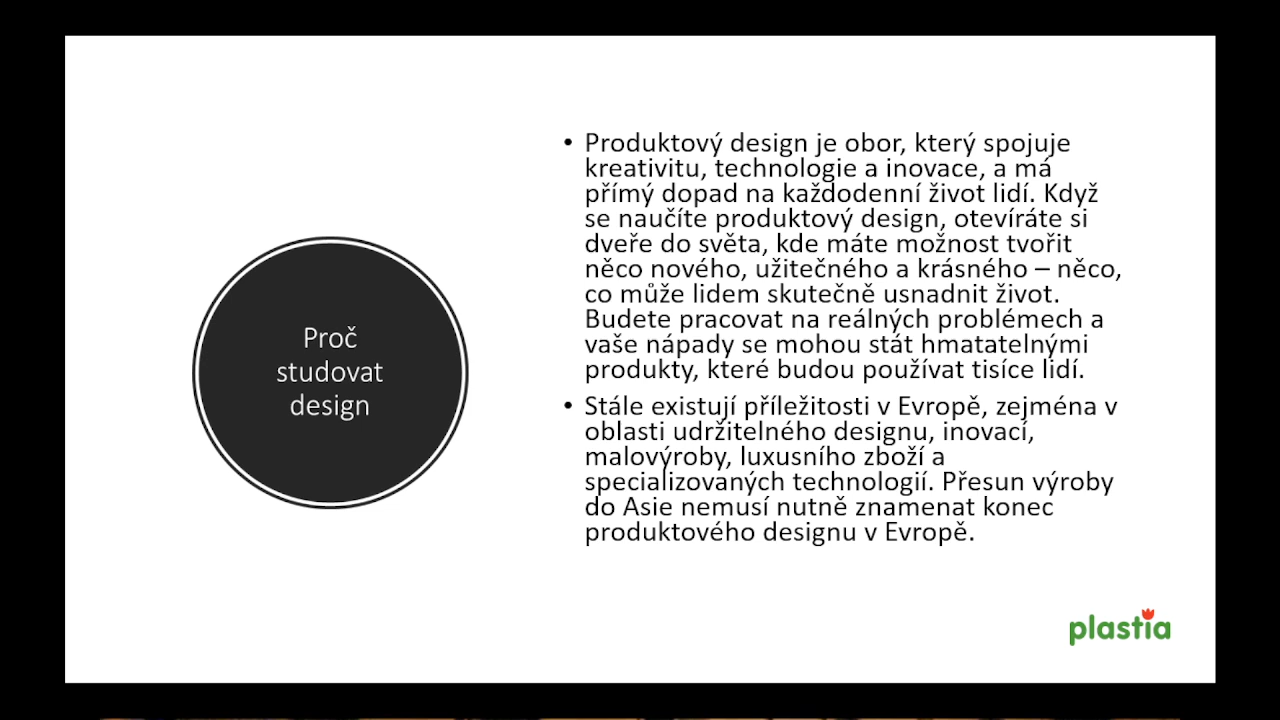 Proč
studovat
design
• Produktový design je obor, který spojuje
kreativitu, technologie a inovace, a má
přímý dopad na každodenní život lidí. Když
se naučíte produktový design, otevíráte si
dveře do světa, kde máte možnost tvořit
něco nového, užitečného a krásného – něco,
co může lidem skutečně usnadnit život.
Budete pracovat na reálných problémech a
vaše nápady se mohou stát hmatatelnými
produkty, které budou používat tisíce lidí.
• Stále existují příležitosti v Evropě, zejména v
oblasti udržitelného designu, inovací,
malovýroby, luxusního zboží a
specializovaných technologií. Přesun výroby
do Asie nemusí nutně znamenat konec
produktového designu v Evropě.
plastia